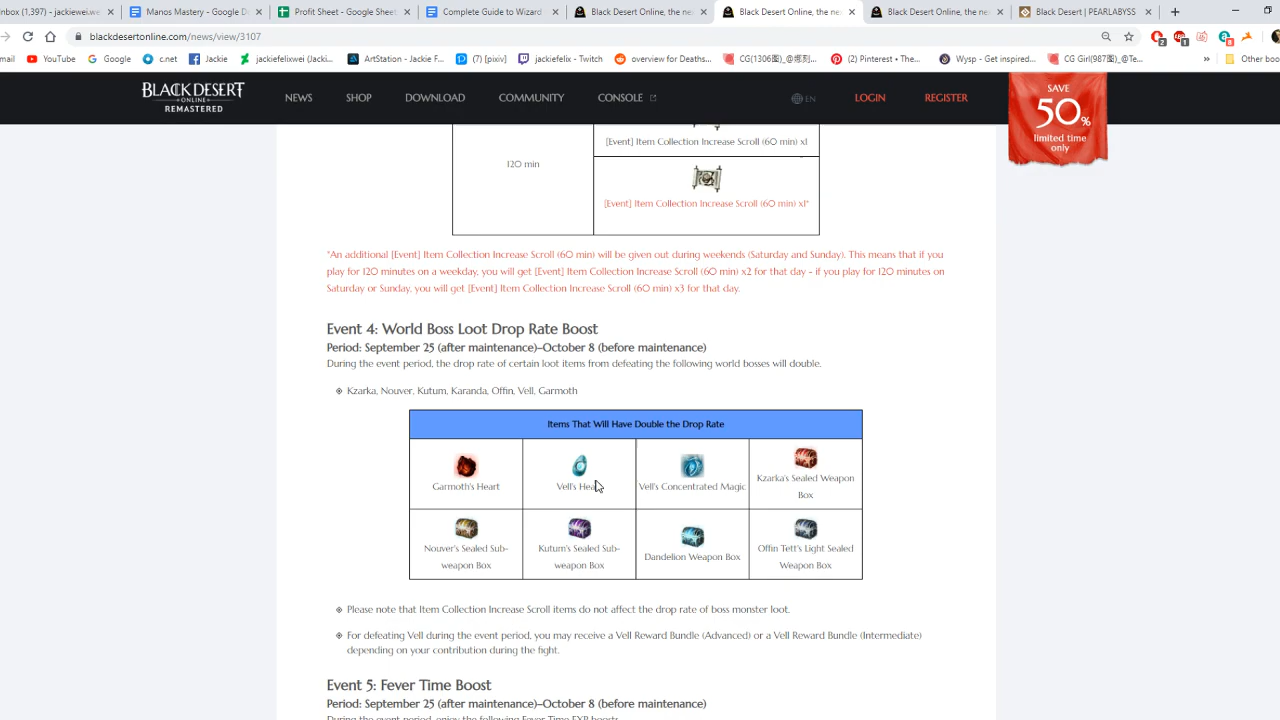 Inbox (1,397) - jackieweiwei
Manos Mastery - Google D
Profit Sheet - Google Sheet
Complete Guide to Wizard
Black Desert Online, the ne
Black Desert Online, the ne
Black Desert Online, the ne
Black Desert | PEARLABYSS
blackdesertonline.com/news/view/3107
mail
YouTube
Google
c.net
Jackie
jackiefelixwei (Jacki...
ArtStation - Jackie F...
(7) [pixiv]
jackiefelix - Twitch
overview for Deaths...
Pinterest • The...
Wysp - Get inspired...
CG Girl(987圖)_@Te...
»
Other boo
BLACK DESERT
ONLINE
REMASTERED
NEWS
SHOP
DOWNLOAD
COMMUNITY
CONSOLE
EN
LOGIN
REGISTER
SAVE
50%
limited time
only
[Event] Item Collection Increase Scroll (60 min) x1
120 min
[Event] Item Collection Increase Scroll (60 min) x1*
*An additional [Event] Item Collection Increase Scroll (60 min) will be given out during weekends (Saturday and Sunday). This means that if you
play for 120 minutes on a weekday, you will get [Event] Item Collection Increase Scroll (60 min) x2 for that day - if you play for 120 minutes on
Saturday or Sunday, you will get [Event] Item Collection Increase Scroll (60 min) x3 for that day.
Event 4: World Boss Loot Drop Rate Boost
Period: September 25 (after maintenance)–October 8 (before maintenance)
During the event period, the drop rate of certain loot items from defeating the following world bosses will double.
Kzarka, Nouver, Kutum, Karanda, Offin, Vell, Garmoth
Items That Will Have Double the Drop Rate
Garmoth's Heart
Vell's Heart
Vell's Concentrated Magic
Kzarka's Sealed Weapon
Box
Nouver's Sealed Sub-
weapon Box
Kutum's Sealed Sub-
weapon Box
Dandelion Weapon Box
Offin Tett's Light Sealed
Weapon Box
Please note that Item Collection Increase Scroll items do not affect the drop rate of boss monster loot.
For defeating Vell during the event period, you may receive a Vell Reward Bundle (Advanced) or a Vell Reward Bundle (Intermediate)
depending on your contribution during the fight.
Event 5: Fever Time Boost
Period: September 25 (after maintenance)–October 8 (before maintenance)
During the event period, enjoy the following Fever Time EXP boosts